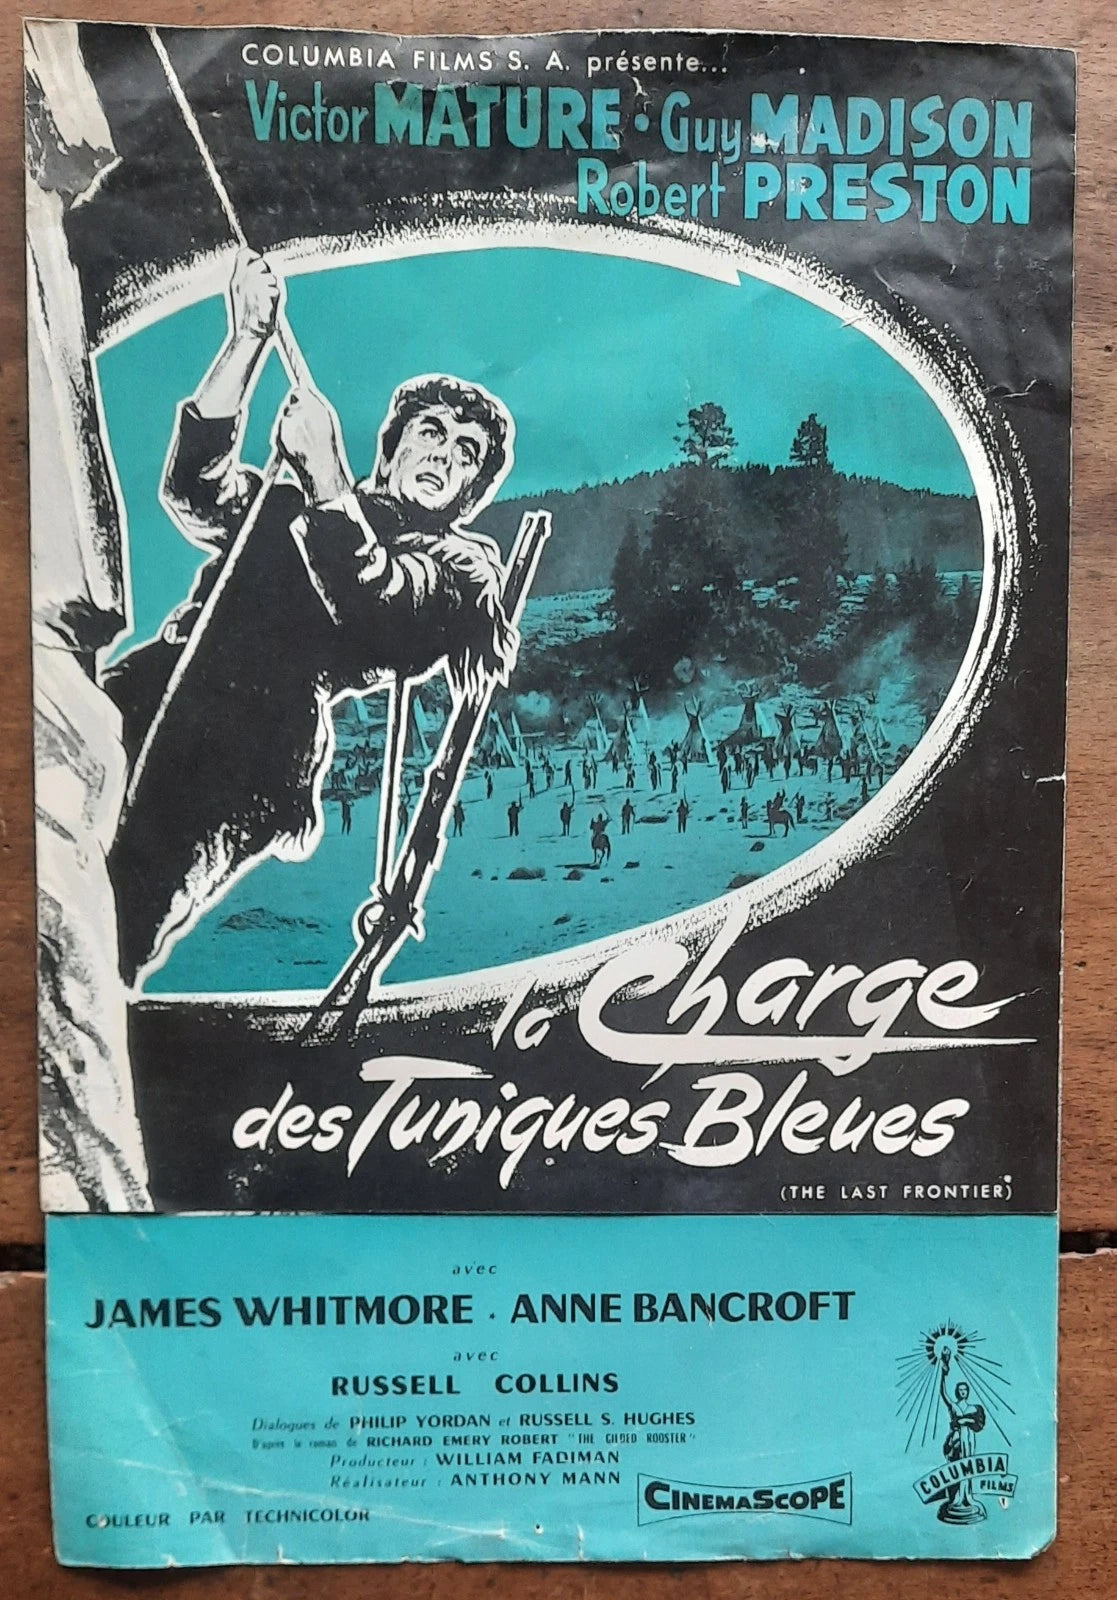 COLUMBIA FILMS S. A. présente...
Victor MATURE • Guy MADISON
Robert PRESTON
la Charge
des Tuniques Bleues
(THE LAST FRONTIER)
avec
JAMES WHITMORE . ANNE BANCROFT
avec
RUSSELL COLLINS
Dialogues de PHILIP YORDAN et RUSSELL S. HUGHES
D'après le roman de RICHARD EMERY ROBERT "THE GILDED ROOSTER"
Producteur : WILLIAM FADIMAN
Réalisateur : ANTHONY MANN
COULEUR PAR TECHNICOLOR
CINEMASCOPE
COLUMBIA
FILMS